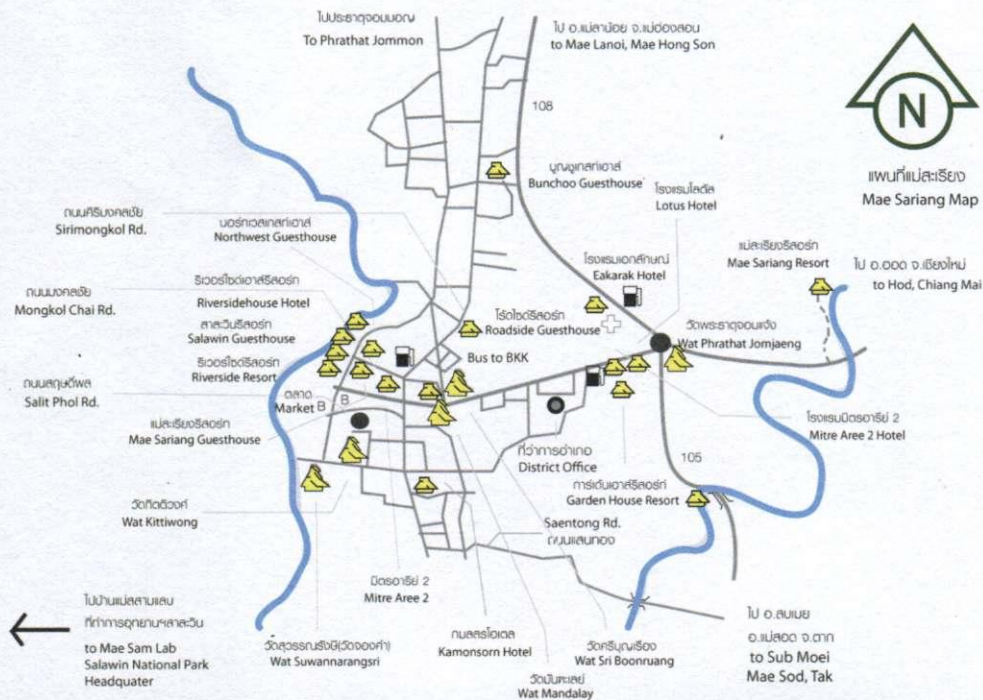 ไปประธาตุจอมมอญ
To Phrathat Jommon
ไป อ.แม่ลาน้อย จ.แม่ฮ่องสอน
to Mae Lanoi, Mae Hong Son
108
N
แผนที่แม่สะเรียง
Mae Sariang Map
บุญชูเกสท์เฮาส์
Bunchoo Guesthouse
โรงแรมโลตัส
Lotus Hotel
ถนนศิริมงคลชัย
Sirimongkol Rd.
นอร์ทเวสเกสท์เฮาส์
Northwest Guesthouse
โรงแรมเอกลักษณ์
Eakarak Hotel
แม่สะเรียงรีสอร์ท
Mae Sariang Resort
ไป อ.ฮอด จ.เชียงใหม่
to Hod, Chiang Mai
ริเวอร์ไซด์เฮาส์รีสอร์ท
Riversidehouse Hotel
ถนนมงคลชัย
Mongkol Chai Rd.
สาละวินรีสอร์ท
Salawin Guesthouse
โร้ดไซด์รีสอร์ท
Roadside Guesthouse
วัดพระธาตุจอมแจ้ง
Wat Phrathat Jomjaeng
ริเวอร์ไซด์รีสอร์ท
Riverside Resort
Bus to BKK
ถนนสฤษดิ์พล
Salit Phol Rd.
ตลาด
Market
B
B
แม่สะเรียงรีสอร์ท
Mae Sariang Guesthouse
โรงแรมมิตรอารีย์ 2
Mitre Aree 2 Hotel
ที่ว่าการอำเภอ
District Office
105
การ์เด้นเฮาส์รีสอร์ท
Garden House Resort
วัดกิตติวงศ์
Wat Kittiwong
Saentong Rd.
ถนนแสนทอง
มิตรอารีย์ 2
Mitre Aree 2
ไปบ้านแม่สามแลบ
ที่ทำการอุทยานฯสาละวิน
to Mae Sam Lab
Salawin National Park
Headquater
วัดสุวรรณรังษี(วัดจองคำ)
Wat Suwannarangsri
กมลสรโฮเตล
Kamonsorn Hotel
วัดศรีบุญเรือง
Wat Sri Boonruang
วัดมันตะเลย์
Wat Mandalay
ไป อ.สบเมย
อ.แม่สอด จ.ตาก
to Sub Moei
Mae Sod, Tak